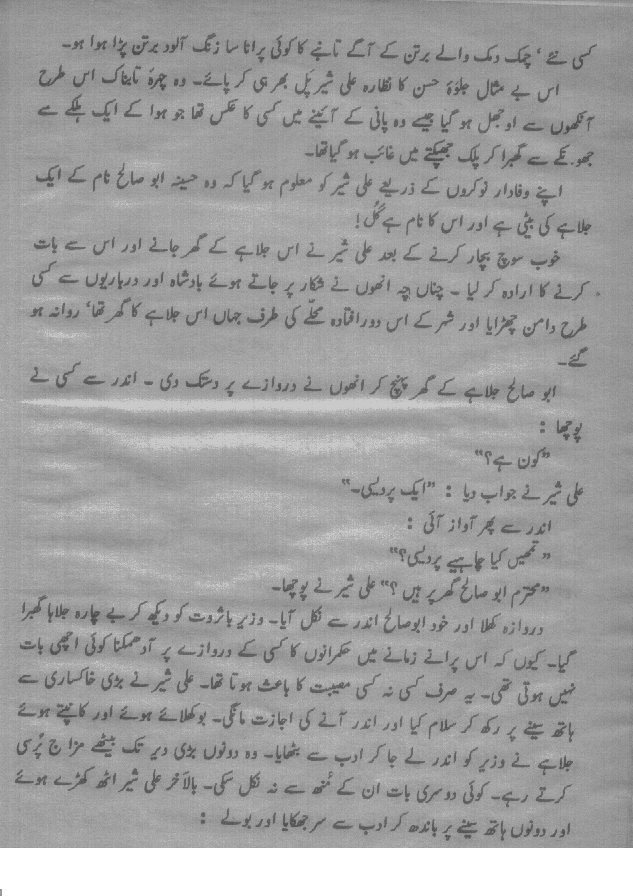 کسی نئے، چمک دمک والے برتن کے آگے تانبے کا کوئی پرانا سا زنگ آلود برتن پڑا ہوا ہو۔
اس بے مثال جلوۂ حسن کا نظارہ علی شیر پل بھر ہی کر پائے۔ وہ چہرۂ تابناک اس طرح
آنکھوں سے اوجھل ہو گیا جیسے وہ پانی کے آئینے میں کسی کا عکس تھا جو ہوا کے ایک ہلکے سے
جھونکے سے گھبرا کر پلک جھپکتے میں غائب ہو گیا تھا۔
اپنے وفادار نوکروں کے ذریعے علی شیر کو معلوم ہو گیا کہ وہ حسینہ ابو صالح نام کے ایک
جلاہے کی بیٹی ہے اور اس کا نام ہے گُل!
خوب سوچ بچار کرنے کے بعد علی شیر نے اس جلاہے کے گھر جانے اور اس سے بات
کرنے کا ارادہ کر لیا ۔ چناں چہ انھوں نے شکار پر جاتے ہوئے بادشاہ اور درباریوں سے کسی
طرح دامن چھڑایا اور شہر کے اس دور افتادہ محلّے کی طرف جہاں اس جلاہے کا گھر تھا، روانہ ہو
گئے۔
ابو صالح جلاہے کے گھر پہنچ کر انھوں نے دروازے پر دستک دی ۔ اندر سے کسی نے
پوچھا :
”کون ہے؟“
علی شیر نے جواب دیا : ”ایک پردیسی۔“
اندر سے پھر آواز آئی :
”تمھیں کیا چاہیے پردیسی؟“
”محترم ابو صالح گھر پر ہیں ؟“ علی شیر نے پوچھا۔
دروازہ کھلا اور خود ابوصالح اندر سے نکل آیا۔ وزیر باثروت کو دیکھ کر بے چارہ جلاہا گھبرا
گیا۔ کیوں کہ اس پرانے زمانے میں حکمرانوں کا کسی کے دروازے پر آدھمکنا کوئی اچھی بات
نہیں ہوتی تھی۔ یہ صرف کسی نہ کسی مصیبت کا باعث ہوتا تھا۔ علی شیر نے بڑی خاکساری سے
ہاتھ سینے پر رکھ کر سلام کیا اور اندر آنے کی اجازت مانگی۔ بوکھلائے ہوئے اور کانپتے ہوئے
جلاہے نے وزیر کو اندر لے جا کر ادب سے بٹھایا۔ وہ دونوں بڑی دیر تک بیٹھے مزاج پُرسی
کرتے رہے۔ کوئی دوسری بات ان کے مُنھ سے نہ نکل سکی۔ بالآخر علی شیر اٹھ کھڑے ہوئے
اور دونوں ہاتھ سینے پر باندھ کر ادب سے سر جھکایا اور بولے :